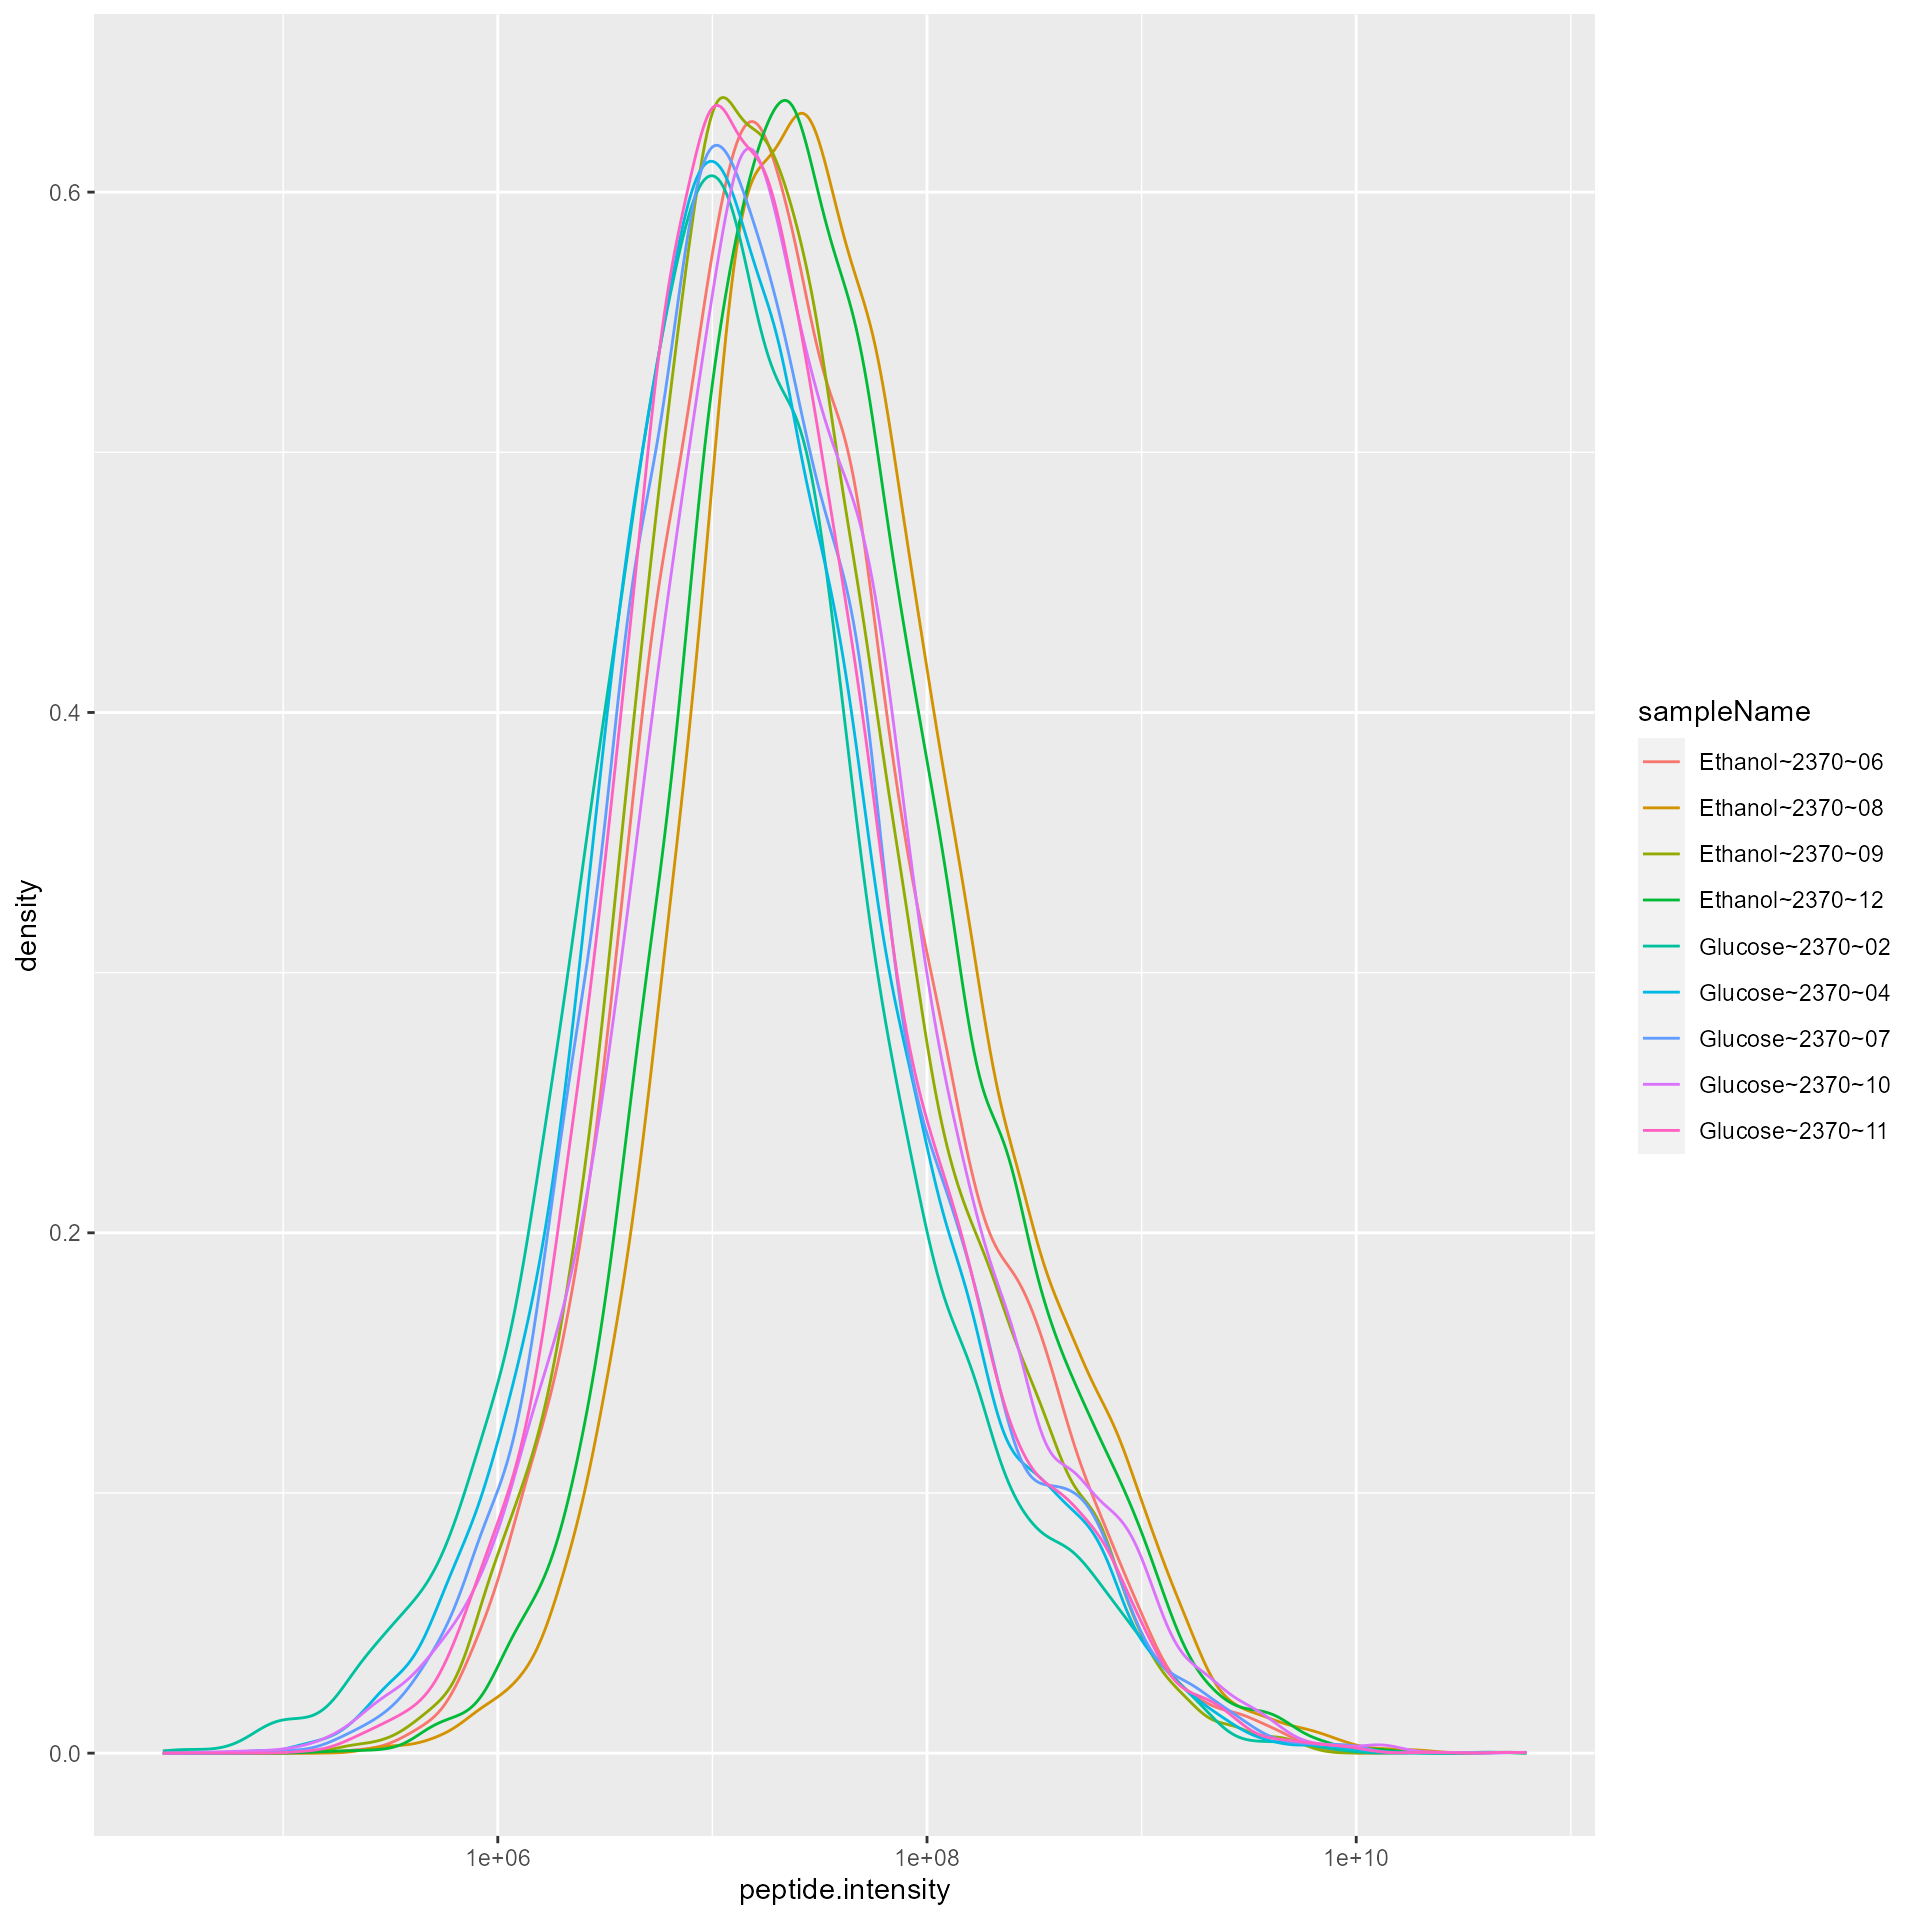 0.6
0.4
0.2
0.0
density
1e+06
1e+08
1e+10
peptide.intensity
sampleName
Ethanol~2370~06
Ethanol~2370~08
Ethanol~2370~09
Ethanol~2370~12
Glucose~2370~02
Glucose~2370~04
Glucose~2370~07
Glucose~2370~10
Glucose~2370~11